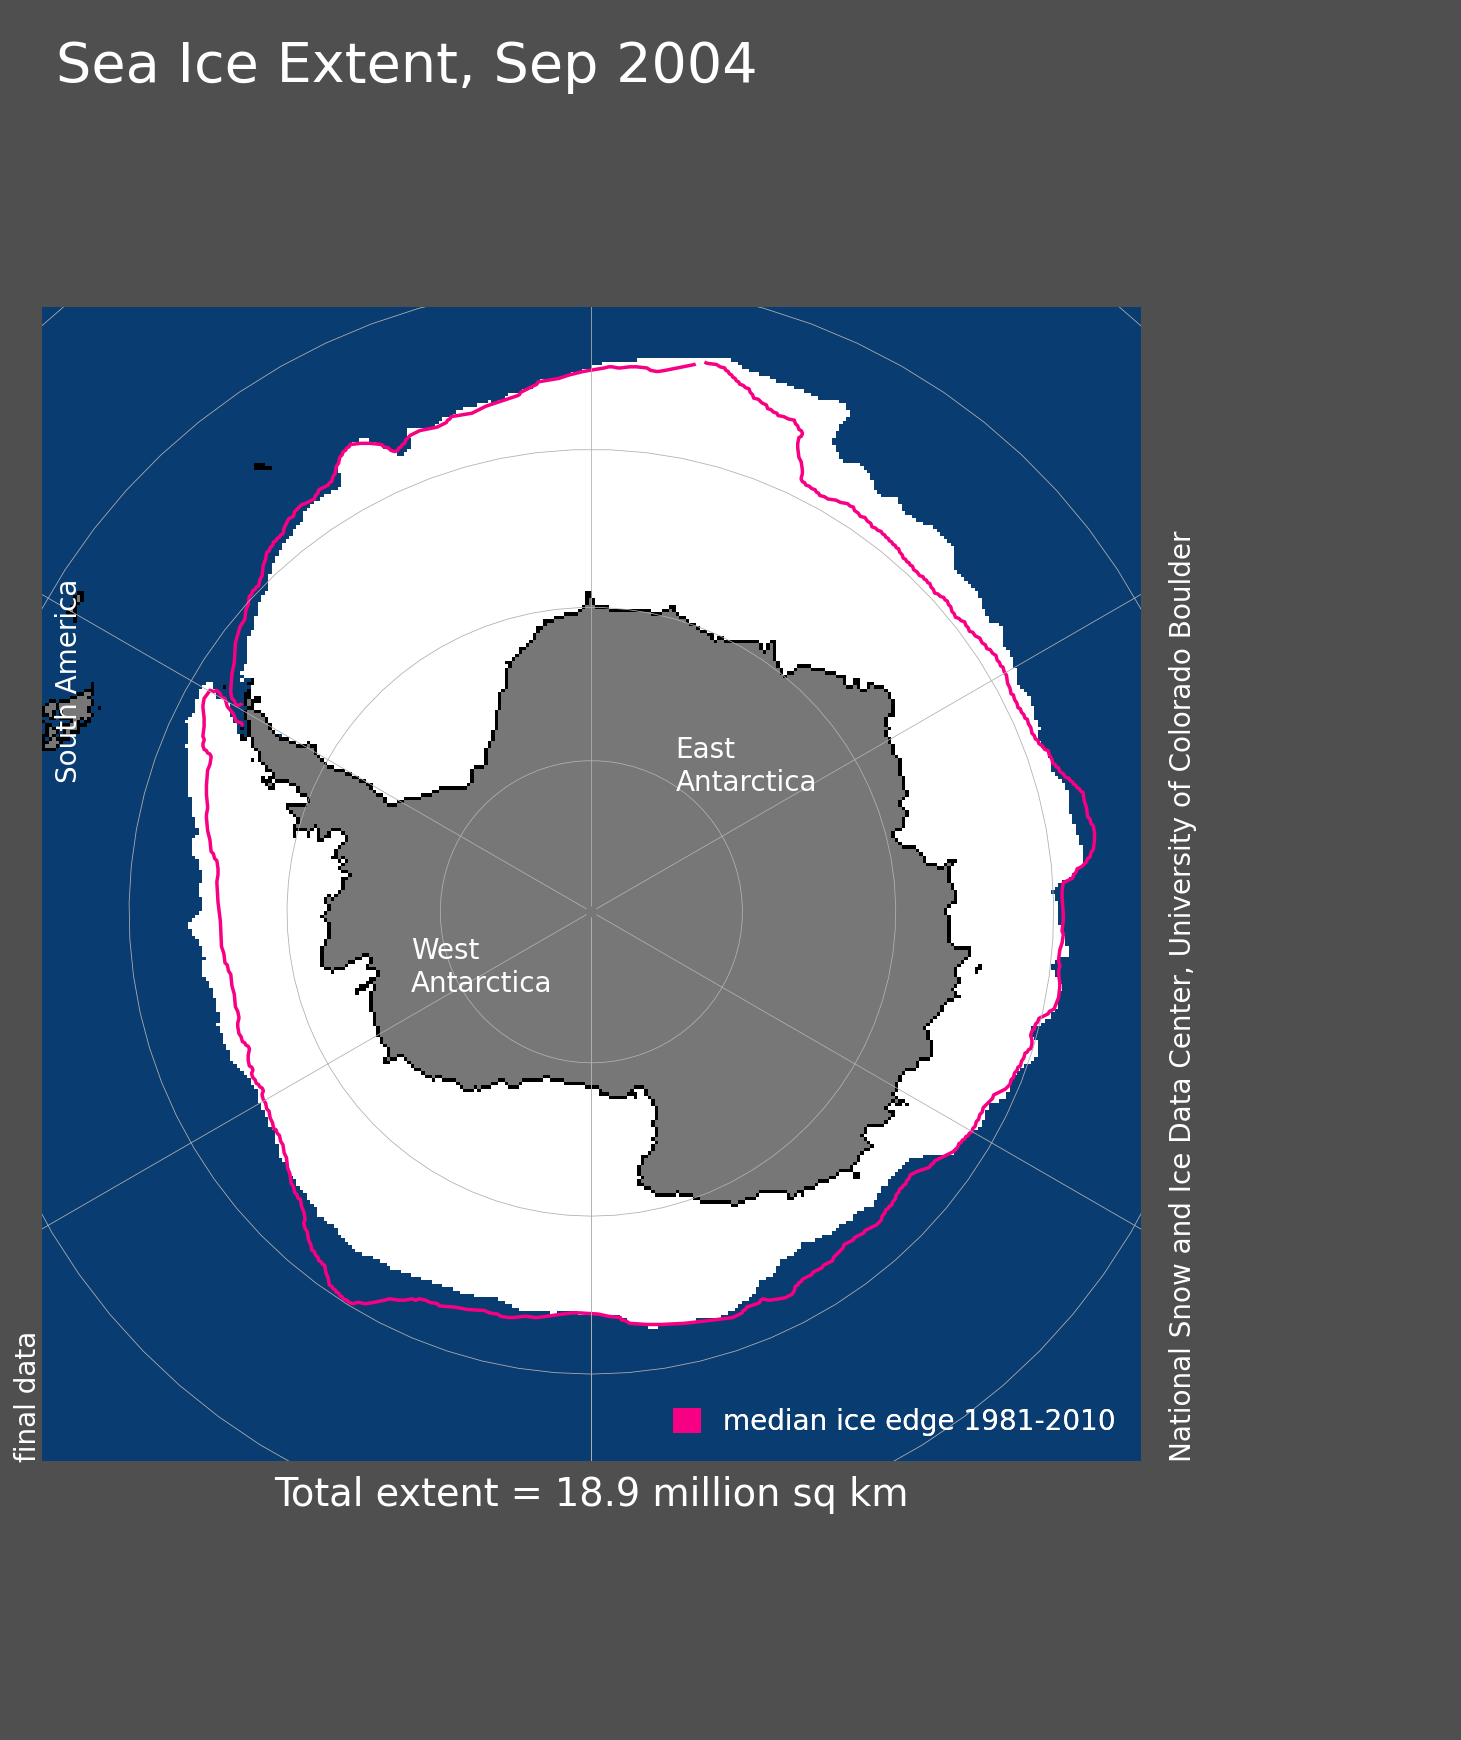 Sea Ice Extent, Sep 2004
South America
East
Antarctica
West
Antarctica
National Snow and Ice Data Center, University of Colorado Boulder
final data
median ice edge 1981-2010
Total extent = 18.9 million sq km